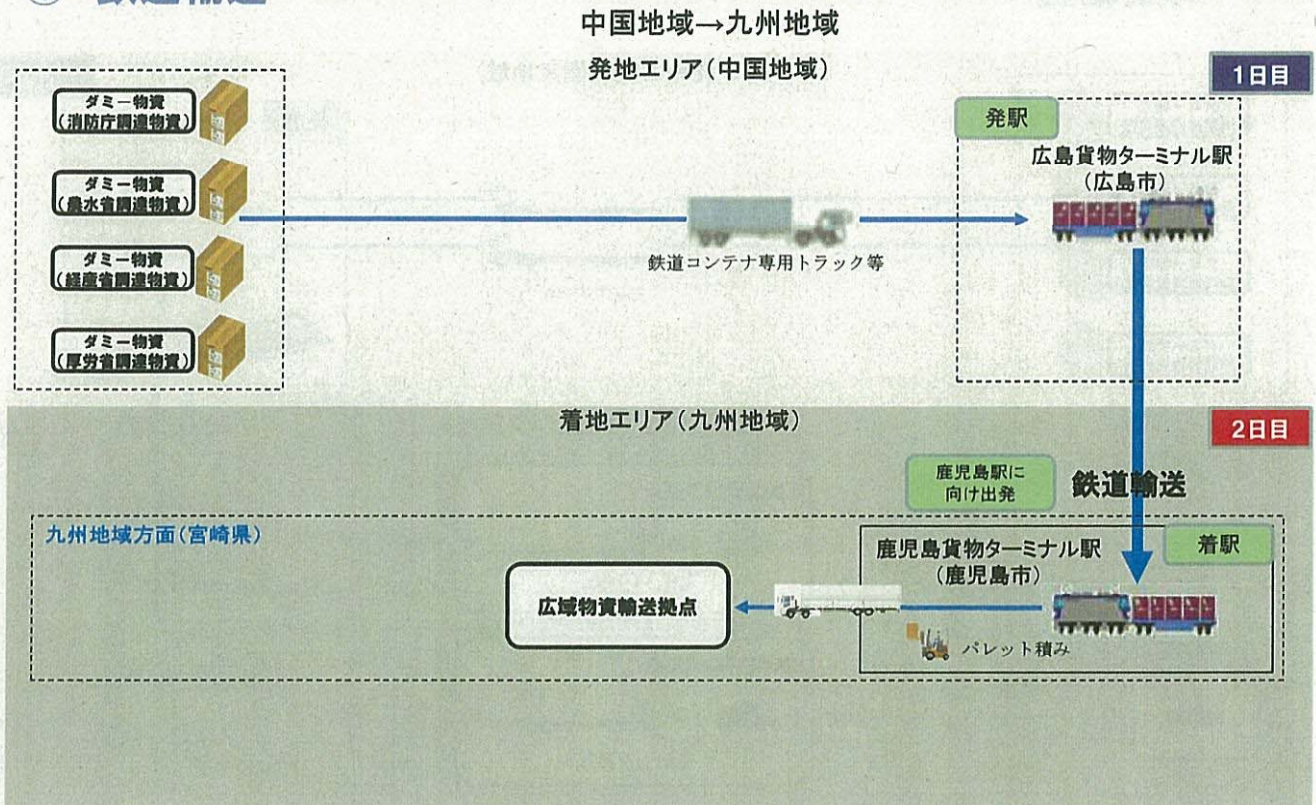 鉄道輸送
中国地域→九州地域
発地エリア(中国地域)
1日目
ダミー物資
(消防庁調達物資)
ダミー物資
(農水省調達物資)
ダミー物資
(経産省調達物資)
ダミー物資
(厚労省調達物資)
鉄道コンテナ専用トラック等
発駅
広島貨物ターミナル駅
(広島市)
着地エリア(九州地域)
2日目
鹿児島駅に
向け出発
鉄道輸送
九州地域方面(宮崎県)
着駅
鹿児島貨物ターミナル駅
(鹿児島市)
広域物資輸送拠点
パレット積み